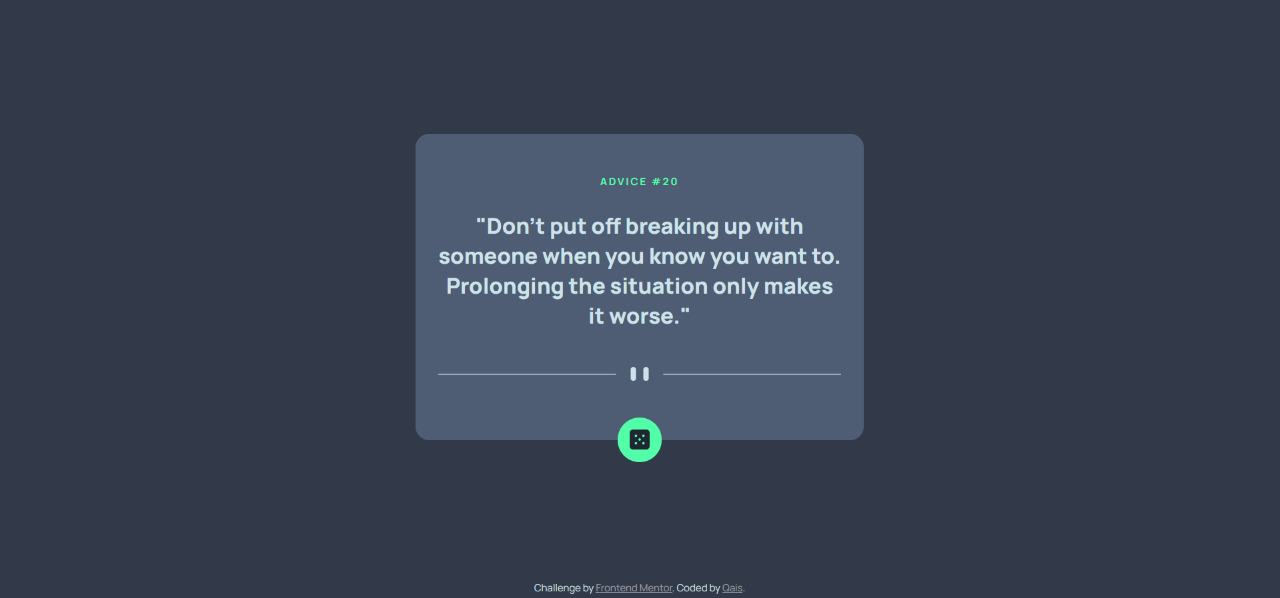 ADVICE #20
"Don't put off breaking up with
someone when you know you want to.
Prolonging the situation only makes
it worse."
Challenge by Frontend Mentor. Coded by Qais.